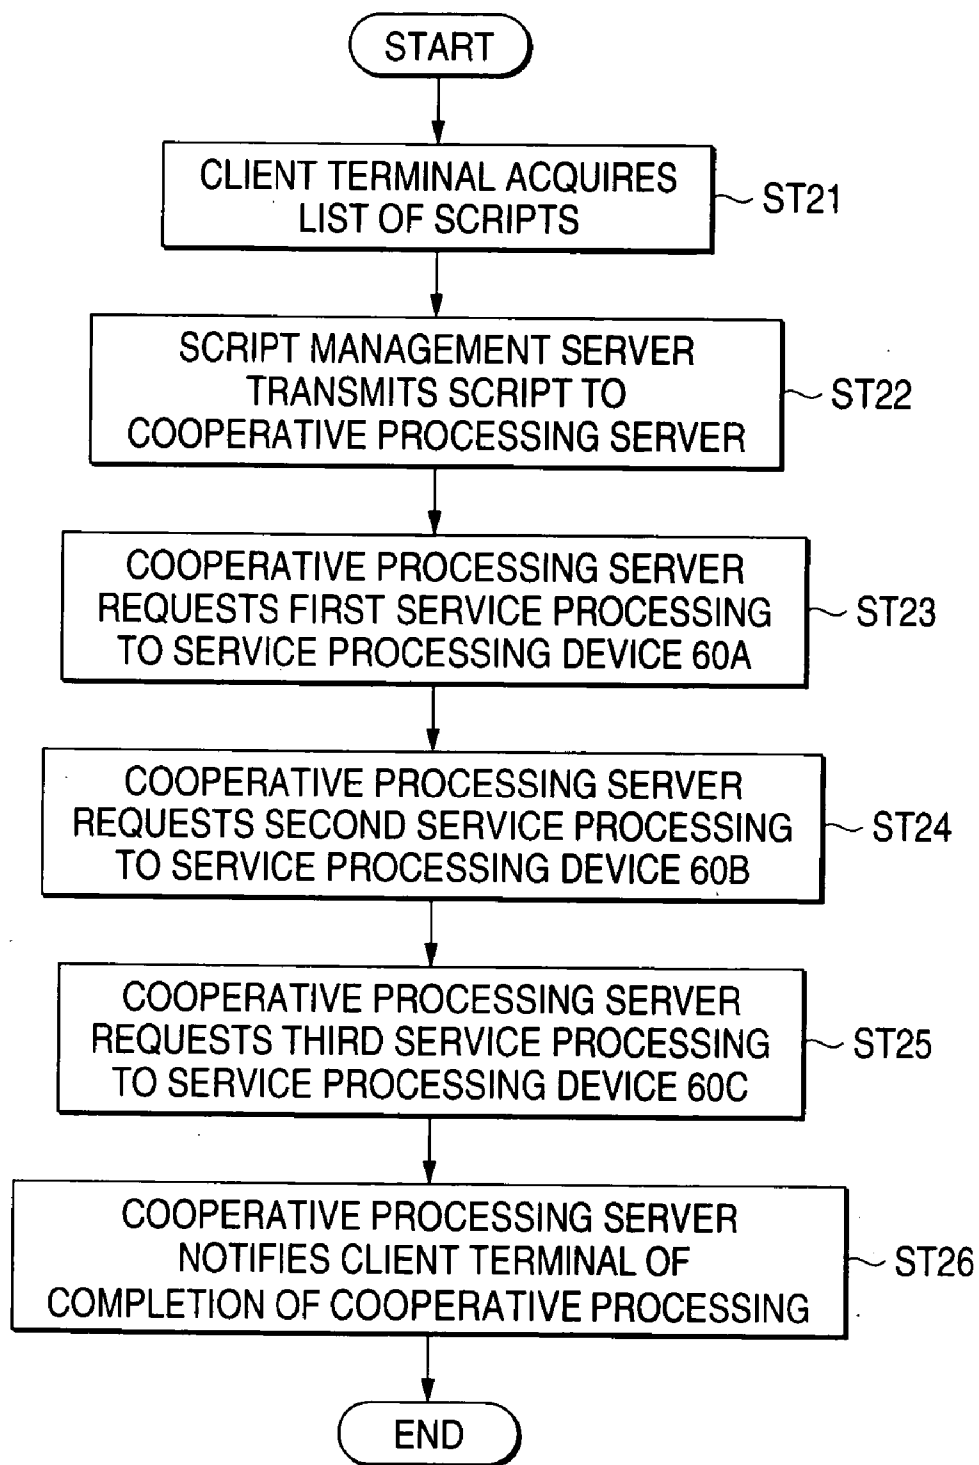 START
CLIENT TERMINAL ACQUIRES
LIST OF SCRIPTS
ST21
SCRIPT MANAGEMENT SERVER
TRANSMITS SCRIPT TO
COOPERATIVE PROCESSING SERVER
ST22
COOPERATIVE PROCESSING SERVER
REQUESTS FIRST SERVICE PROCESSING
TO SERVICE PROCESSING DEVICE 60A
ST23
COOPERATIVE PROCESSING SERVER
REQUESTS SECOND SERVICE PROCESSING
TO SERVICE PROCESSING DEVICE 60B
ST24
COOPERATIVE PROCESSING SERVER
REQUESTS THIRD SERVICE PROCESSING
TO SERVICE PROCESSING DEVICE 60C
ST25
COOPERATIVE PROCESSING SERVER
NOTIFIES CLIENT TERMINAL OF
COMPLETION OF COOPERATIVE PROCESSING
ST26
END